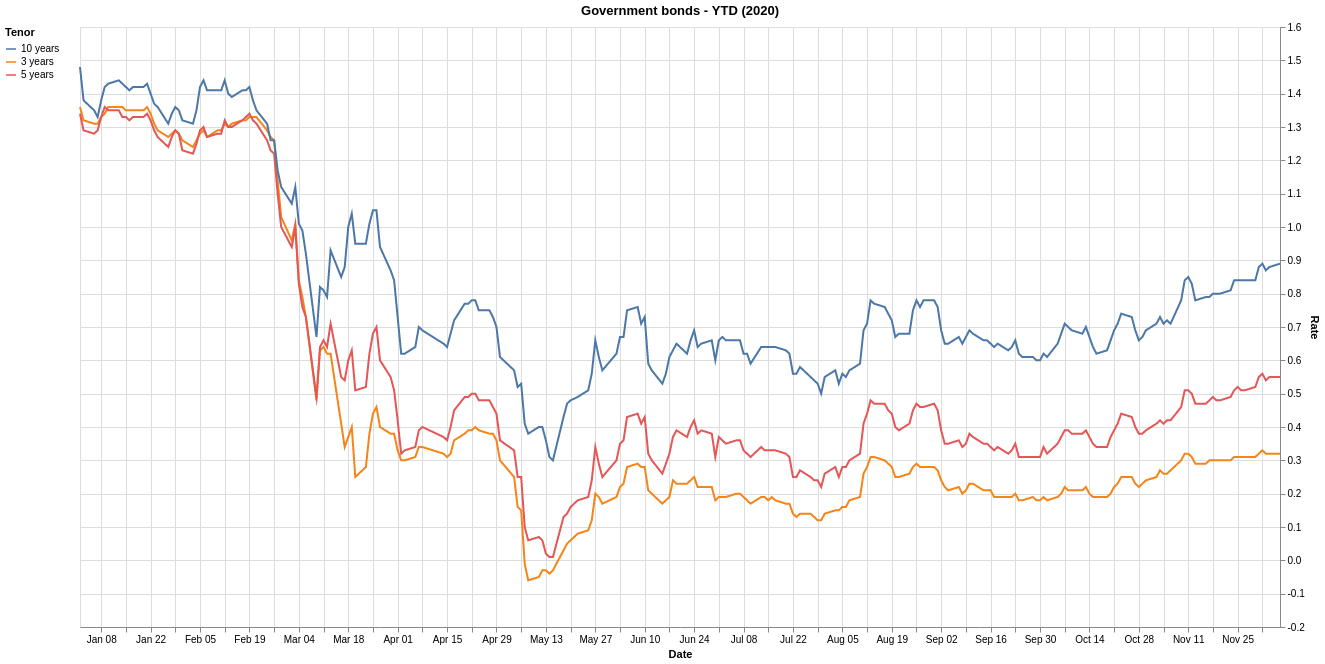 Government bonds - YTD (2020)
Tenor
10 years
3 years
5 years
1.6
1.5
1.4
1.3
1.2
1.1
1.0
0.9
0.8
0.7
0.6
0.5
0.4
0.3
0.2
0.1
0.0
-0.1
-0.2
Rate
Jan 08 Jan 22 Feb 05 Feb 19 Mar 04 Mar 18 Apr 01 Apr 15 Apr 29 May 13 May 27 Jun 10 Jun 24 Jul 08 Jul 22 Aug 05 Aug 19 Sep 02 Sep 16 Sep 30 Oct 14 Oct 28 Nov 11 Nov 25
Date